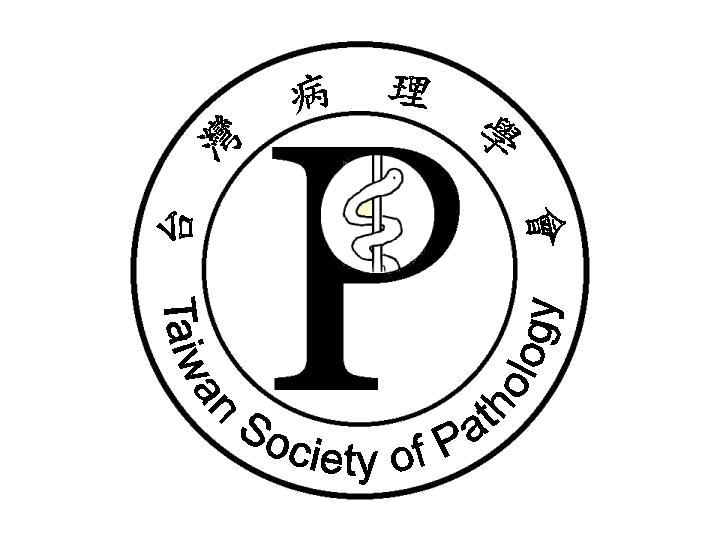 台灣病理學會
P
Taiwan Society of Pathology